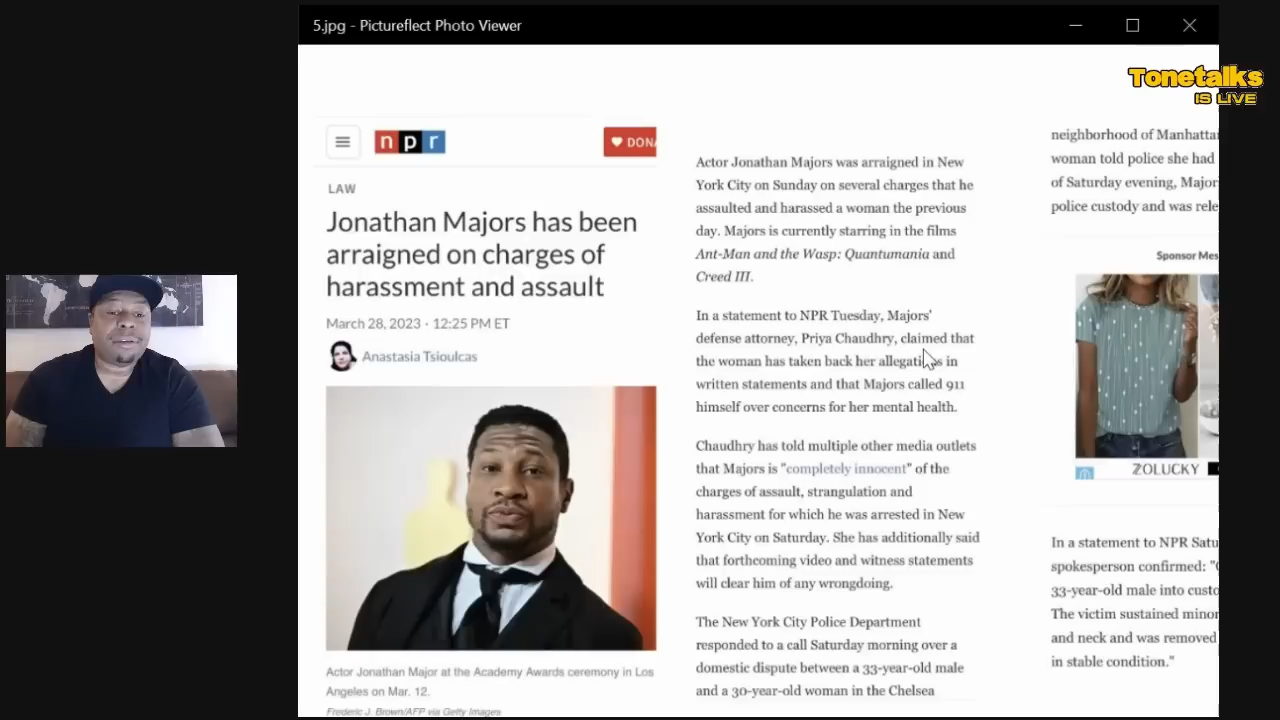 5.jpg - Pictureflect Photo Viewer
Tonetalks
IS LIVE
npr
LAW
Jonathan Majors has been
arraigned on charges of
harassment and assault
March 28, 2023 · 12:25 PM ET
Anastasia Tsioulcas
Actor Jonathan Major at the Academy Awards ceremony in Los
Angeles on Mar. 12.
Frederic J. Brown/AFP via Getty Images
Actor Jonathan Majors was arraigned in New
York City on Sunday on several charges that he
assaulted and harassed a woman the previous
day. Majors is currently starring in the films
Ant-Man and the Wasp: Quantumania and
Creed III.
In a statement to NPR Tuesday, Majors'
defense attorney, Priya Chaudhry, claimed that
the woman has taken back her allegations in
written statements and that Majors called 911
himself over concerns for her mental health.
Chaudhry has told multiple other media outlets
that Majors is "completely innocent" of the
charges of assault, strangulation and
harassment for which he was arrested in New
York City on Saturday. She has additionally said
that forthcoming video and witness statements
will clear him of any wrongdoing.
The New York City Police Department
responded to a call Saturday morning over a
domestic dispute between a 33-year-old male
and a 30-year-old woman in the Chelsea
neighborhood of Manhatta
woman told police she had
of Saturday evening, Major
police custody and was rele
Sponsor Mes
ZOLUCKY
In a statement to NPR Satu
spokesperson confirmed: "
33-year-old male into custo
The victim sustained minor
and neck and was removed
in stable condition."